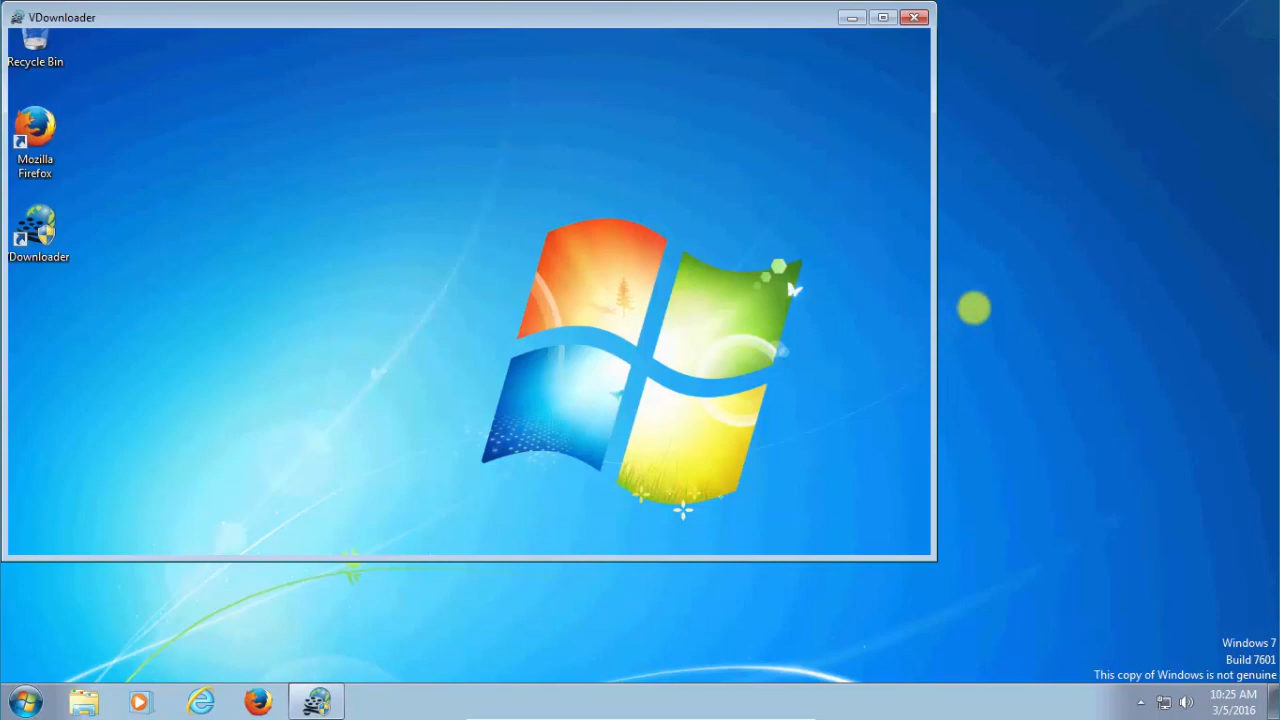 VDownloader
Recycle Bin
Mozilla
Firefox
Downloader
Windows 7
Build 7601
This copy of Windows is not genuine
10:25 AM
3/5/2016